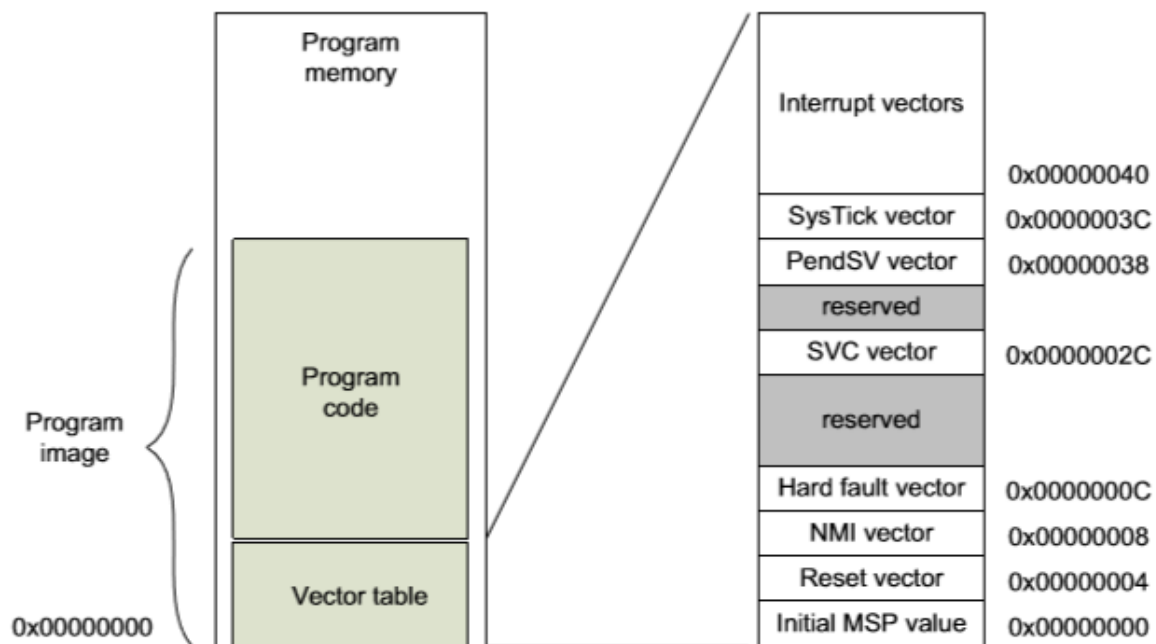 Program
memory
Program
code
Program
image
Vector table
0x00000000
Interrupt vectors
0x00000040
SysTick vector 0x0000003C
PendSV vector 0x00000038
reserved
SVC vector 0x0000002C
reserved
Hard fault vector 0x0000000C
NMI vector 0x00000008
Reset vector 0x00000004
Initial MSP value 0x00000000